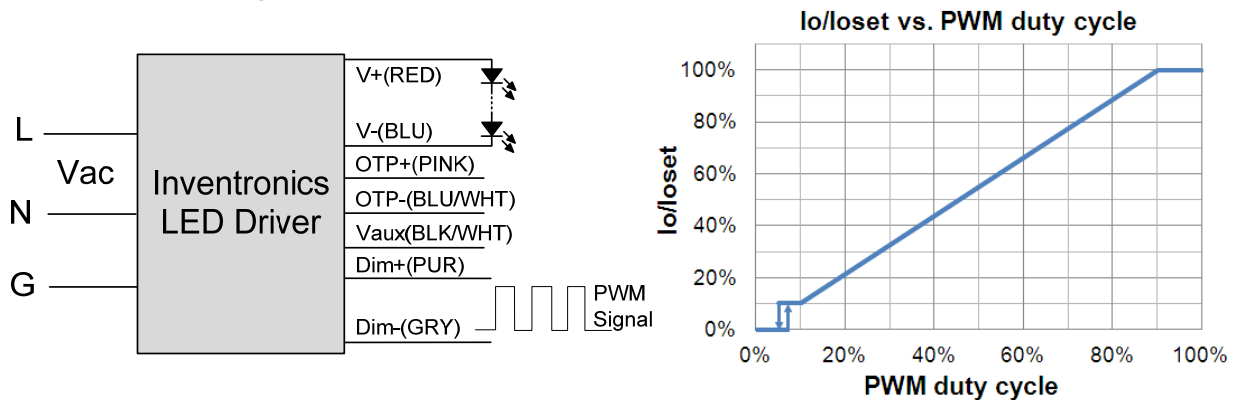 L
Vac
N
G
Inventronics
LED Driver
V+(RED)
V-(BLU)
OTP+(PINK)
OTP-(BLU/WHT)
Vaux(BLK/WHT)
Dim+(PUR)
Dim-(GRY)
PWM
Signal
Io/Ioset vs. PWM duty cycle
Io/Ioset
100%
80%
60%
40%
20%
0%
0% 20% 40% 60% 80% 100%
PWM duty cycle